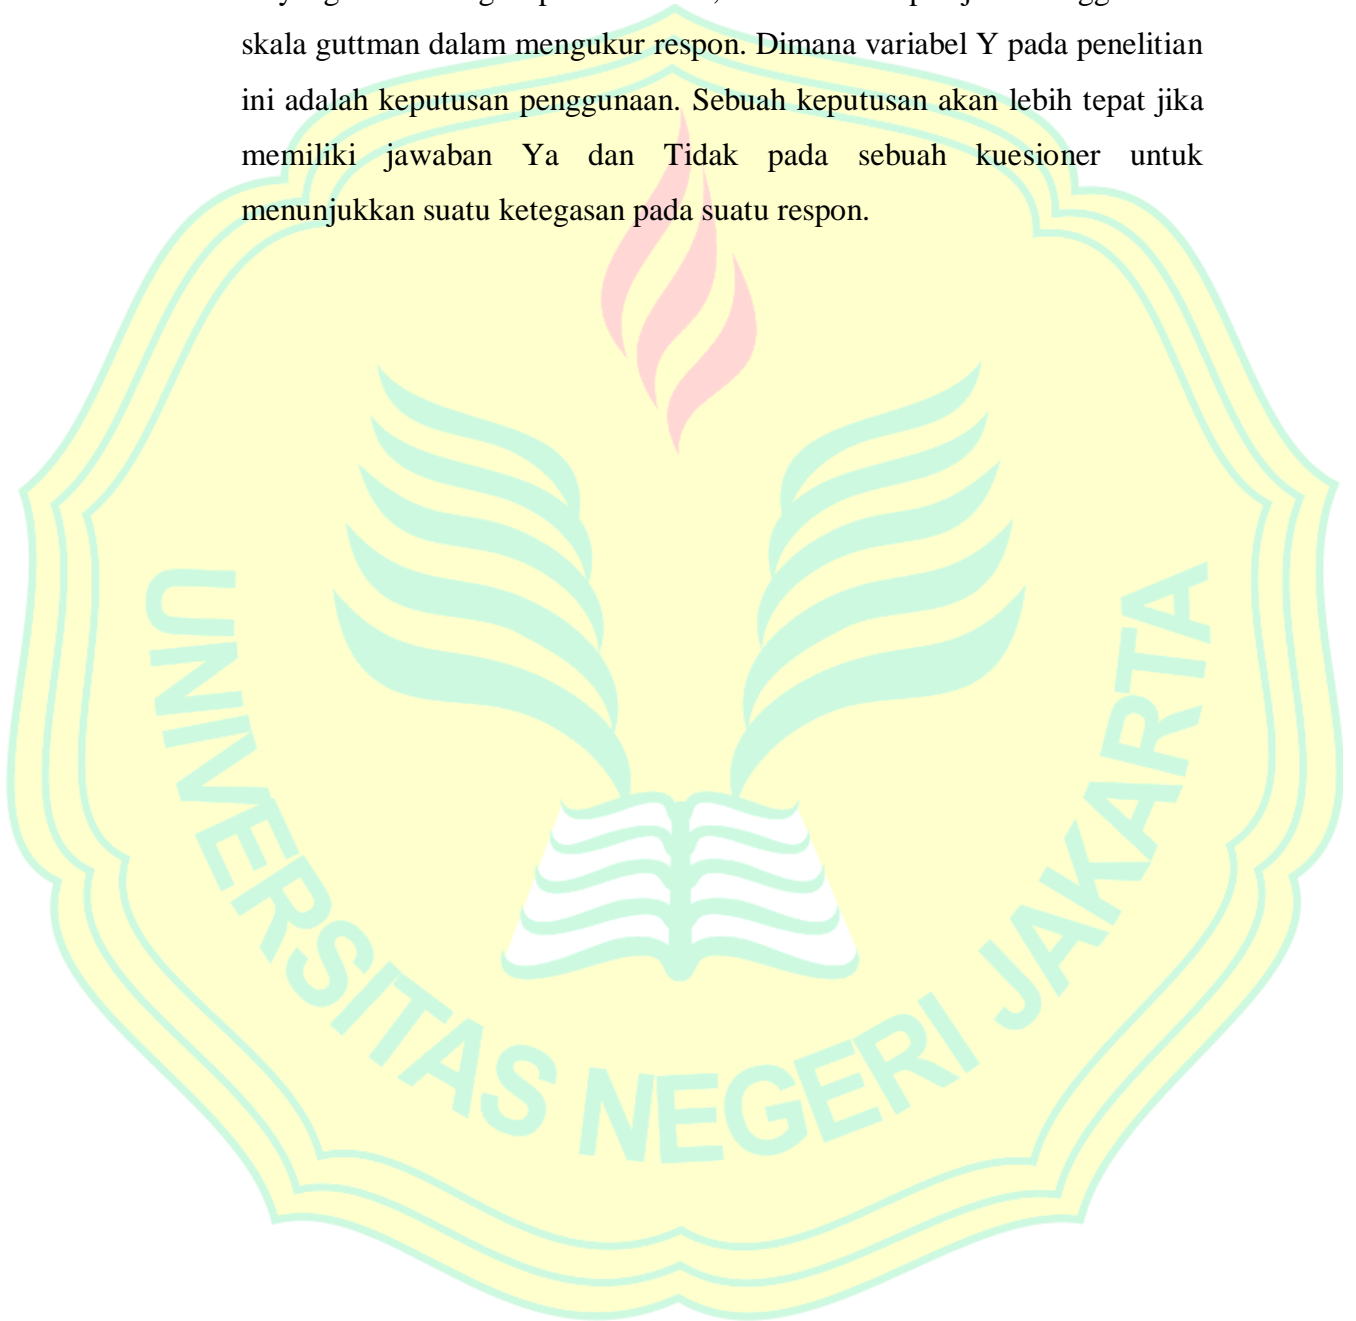 skala guttman dalam mengukur respon. Dimana variabel Y pada penelitian
ini adalah keputusan penggunaan. Sebuah keputusan akan lebih tepat jika
memiliki jawaban Ya dan Tidak pada sebuah kuesioner untuk
menunjukkan suatu ketegasan pada suatu respon.
UNIVERSITAS NEGERI JAKARTA